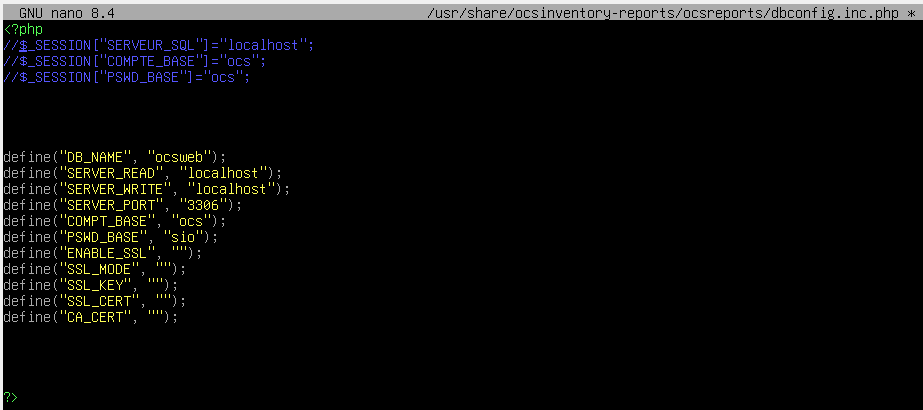 GNU nano 8.4 /usr/share/ocsinventory-reports/ocsreports/dbconfig.inc.php *
<?php
//$_SESSION["SERVEUR_SQL"]="localhost";
//$_SESSION["COMPTE_BASE"]="ocs";
//$_SESSION["PSWD_BASE"]="ocs";
define("DB_NAME", "ocsweb");
define("SERVER_READ", "localhost");
define("SERVER_WRITE", "localhost");
define("SERVER_PORT", "3306");
define("COMPT_BASE", "ocs");
define("PSWD_BASE", "sio");
define("ENABLE_SSL", "");
define("SSL_MODE", "");
define("SSL_KEY", "");
define("SSL_CERT", "");
define("CA_CERT", "");
?>